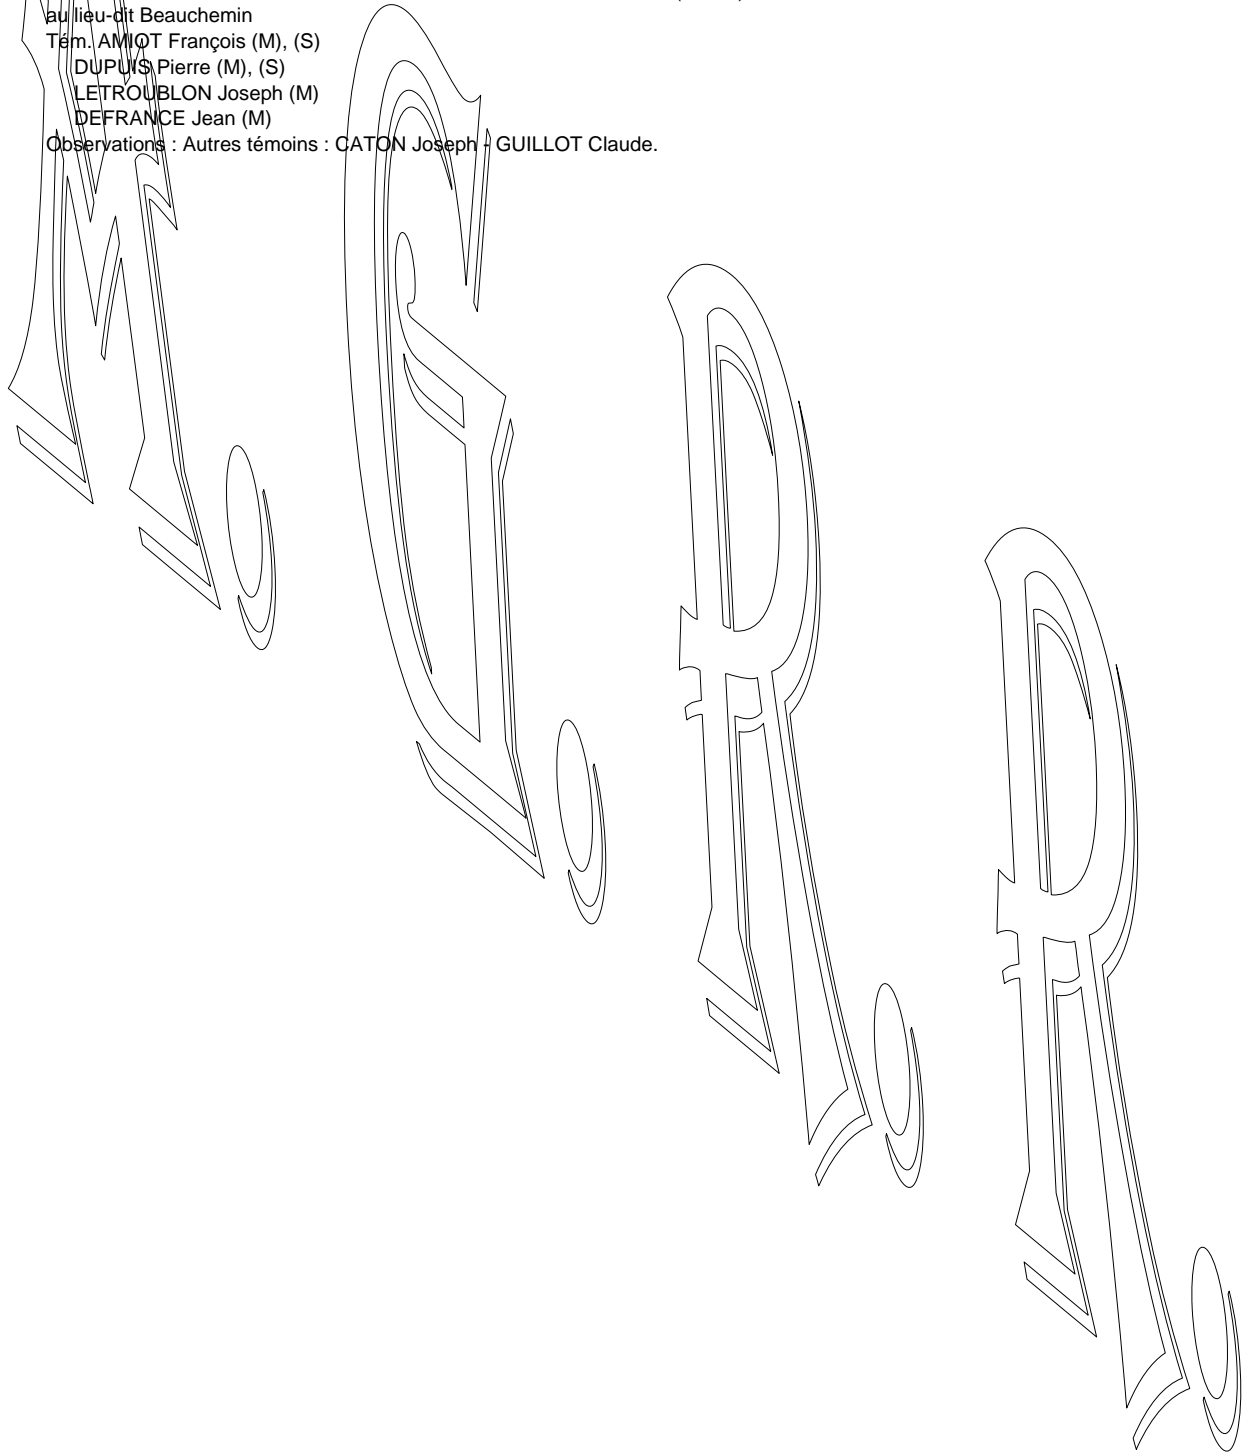 au lieu-dit Beauchemin
Tém. AMIOT François (M), (S)
DUPUIS Pierre (M), (S)
LETROUBLON Joseph (M)
DEFRANCE Jean (M)
Observations : Autres témoins : CATON Joseph - GUILLOT Claude.
M. G. R. R.